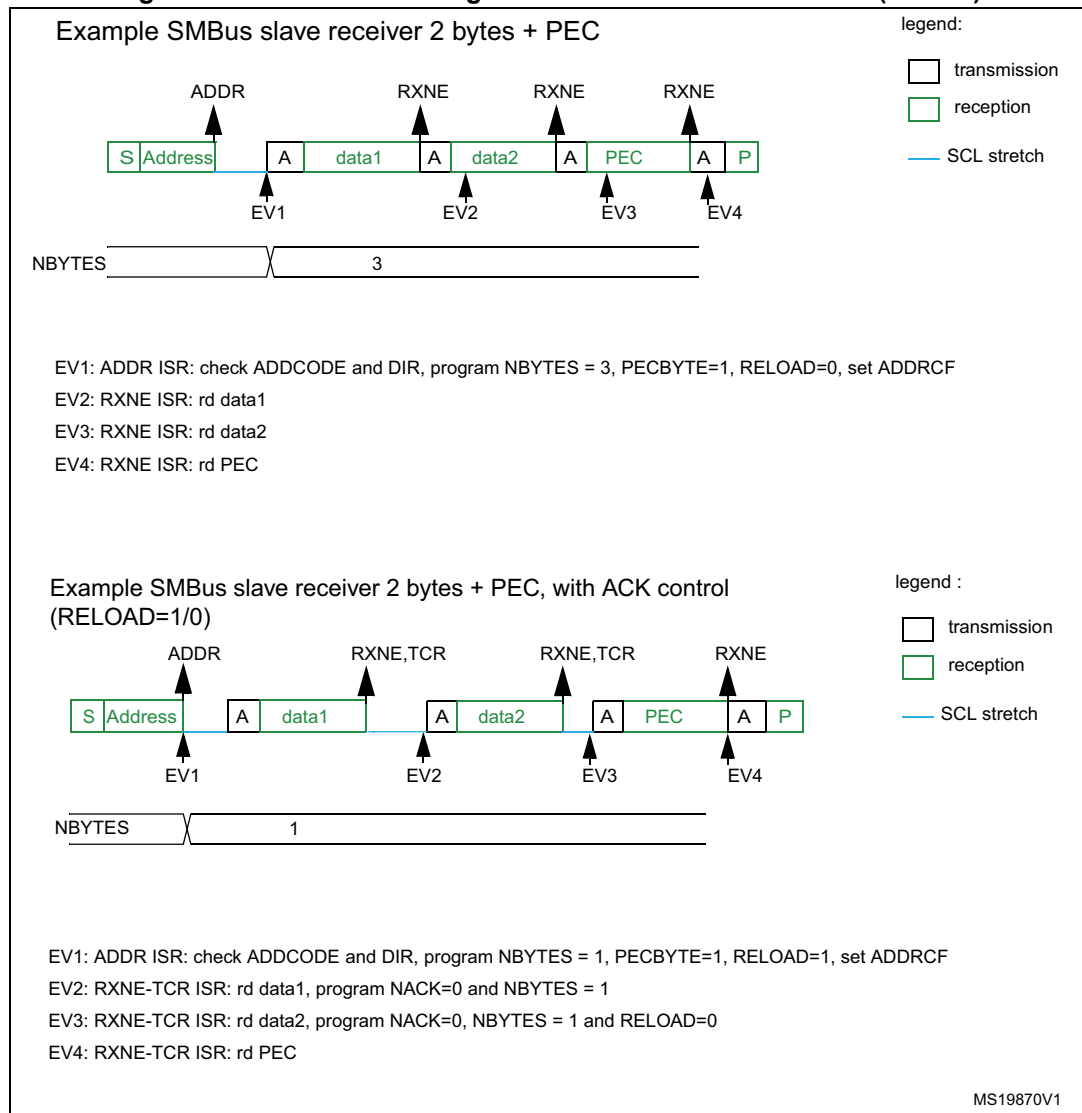 Example SMBus slave receiver 2 bytes + PEC
legend:
transmission
reception
SCL stretch
ADDR RXNE RXNE RXNE
S Address A data1 A data2 A PEC A P
EV1 EV2 EV3 EV4
NBYTES 3
EV1: ADDR ISR: check ADDCODE and DIR, program NBYTES = 3, PECBYTE=1, RELOAD=0, set ADDRCF
EV2: RXNE ISR: rd data1
EV3: RXNE ISR: rd data2
EV4: RXNE ISR: rd PEC
Example SMBus slave receiver 2 bytes + PEC, with ACK control
(RELOAD=1/0)
legend :
transmission
reception
SCL stretch
ADDR RXNE,TCR RXNE,TCR RXNE
S Address A data1 A data2 A PEC A P
EV1 EV2 EV3 EV4
NBYTES 1
EV1: ADDR ISR: check ADDCODE and DIR, program NBYTES = 1, PECBYTE=1, RELOAD=1, set ADDRCF
EV2: RXNE-TCR ISR: rd data1, program NACK=0 and NBYTES = 1
EV3: RXNE-TCR ISR: rd data2, program NACK=0, NBYTES = 1 and RELOAD=0
EV4: RXNE-TCR ISR: rd PEC
MS19870V1